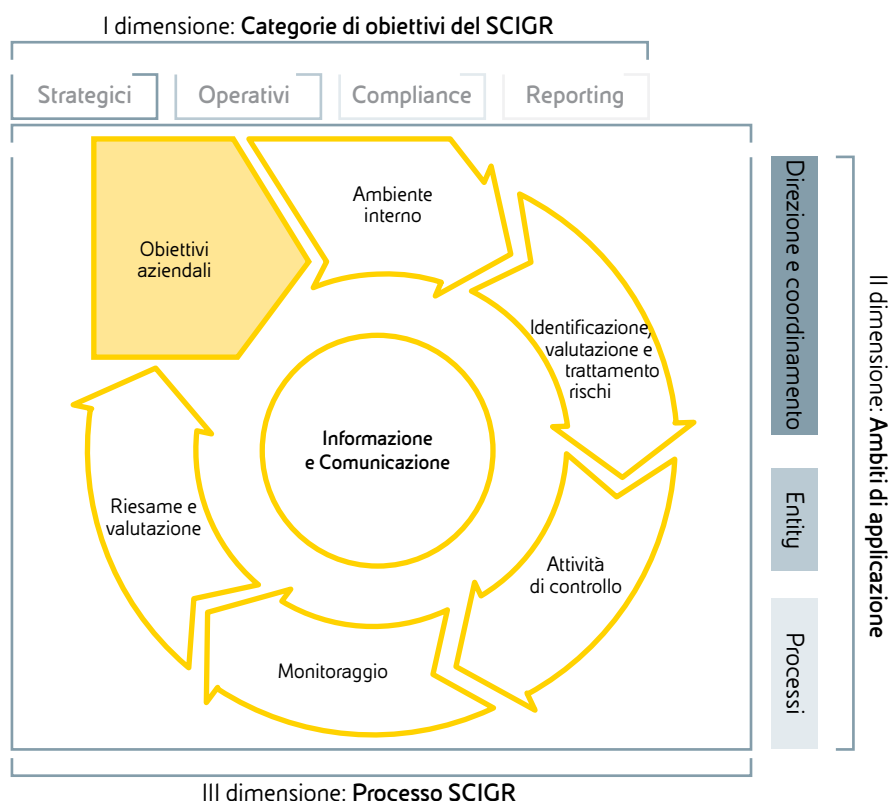 I dimensione: Categorie di obiettivi del SCIGR
Strategici
Operativi
Compliance
Reporting
Obiettivi
aziendali
Ambiente
interno
Identificazione,
valutazione e
trattamento
rischi
Informazione
e Comunicazione
Riesame e
valutazione
Attività
di controllo
Monitoraggio
Direzione e coordinamento
Entity
Processi
II dimensione: Ambiti di applicazione
III dimensione: Processo SCIGR